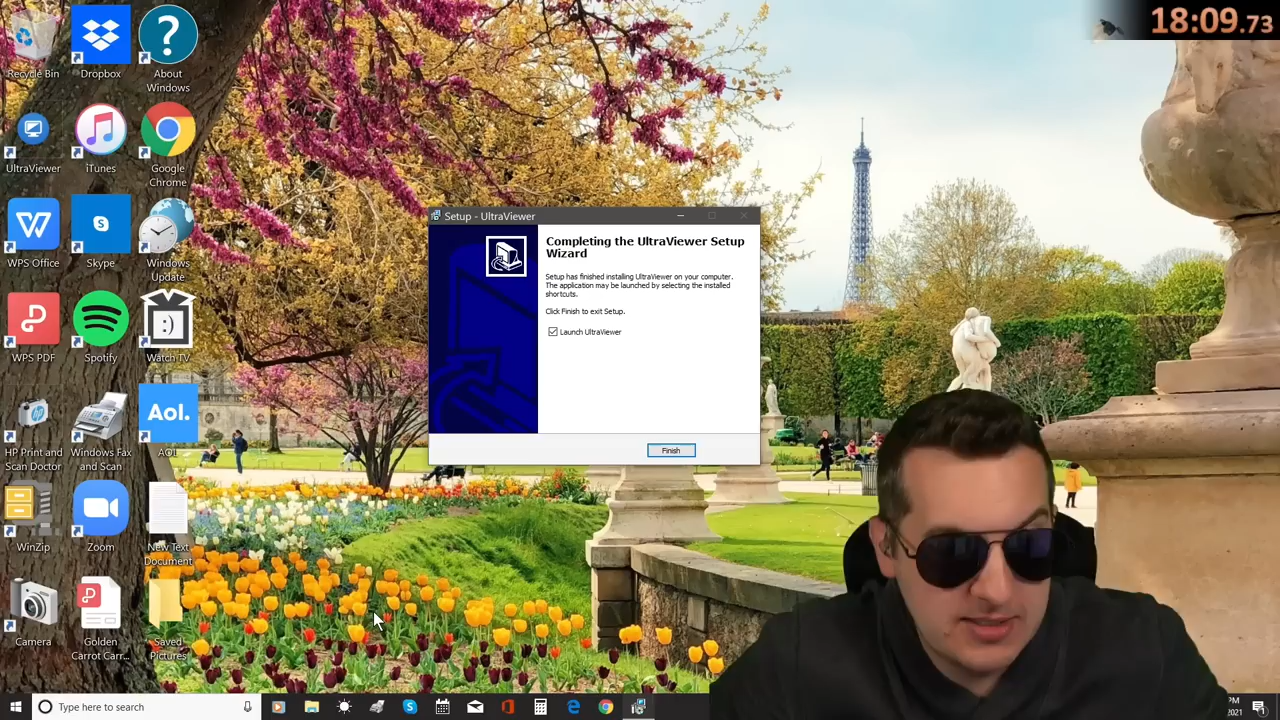 18:09.73
Recycle Bin
Dropbox
?
About
Windows
UltraViewer
iTunes
Google
Chrome
W
WPS Office
S
Skype
Windows
Update
WPS PDF
Spotify
:)
Watch TV
hp
HP Print and
Scan Doctor
Windows Fax
and Scan
Aol.
AOL
WinZip
Zoom
New Text
Document
Camera
Golden
Carrot Carr...
Saved
Pictures
Setup - UltraViewer
Completing the UltraViewer Setup
Wizard
Setup has finished installing UltraViewer on your computer.
The application may be launched by selecting the installed
shortcuts.
Click Finish to exit Setup.
Launch UltraViewer
Finish
Type here to search
PM
2021
1